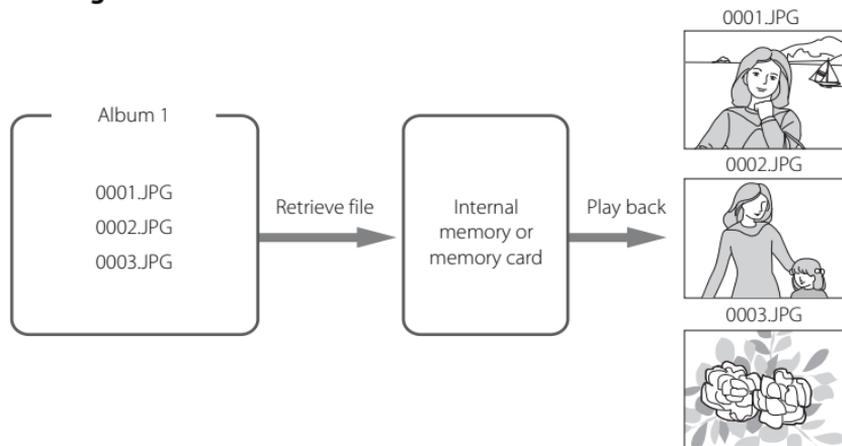 Album 1
0001.JPG
0002.JPG
0003.JPG
Retrieve file
Internal
memory or
memory card
Play back
0001.JPG
0002.JPG
0003.JPG